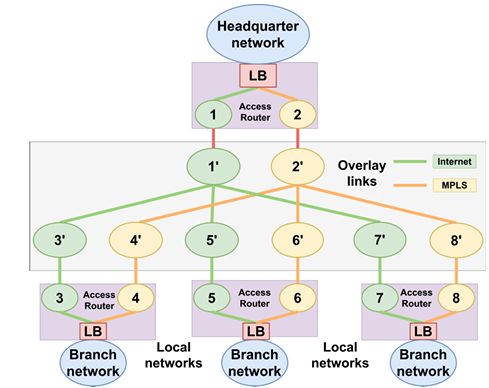 Headquarter
network
LB
1
Access
Router
2
1'
2'
Overlay
links
Internet
MPLS
3'
4'
5'
6'
7'
8'
3
Access
Router
4
5
Access
Router
6
7
Access
Router
8
LB
LB
LB
Branch
network
Local
networks
Branch
network
Local
networks
Branch
network